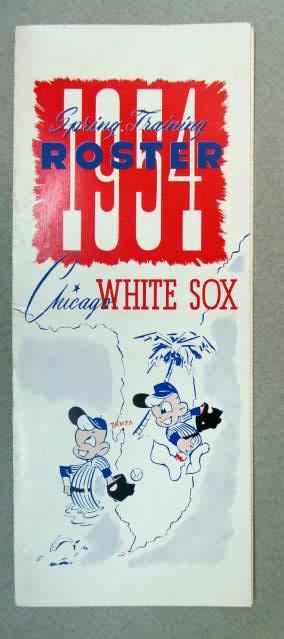 1954
Spring Training
ROSTER
Chicago
WHITE SOX
TAMPA